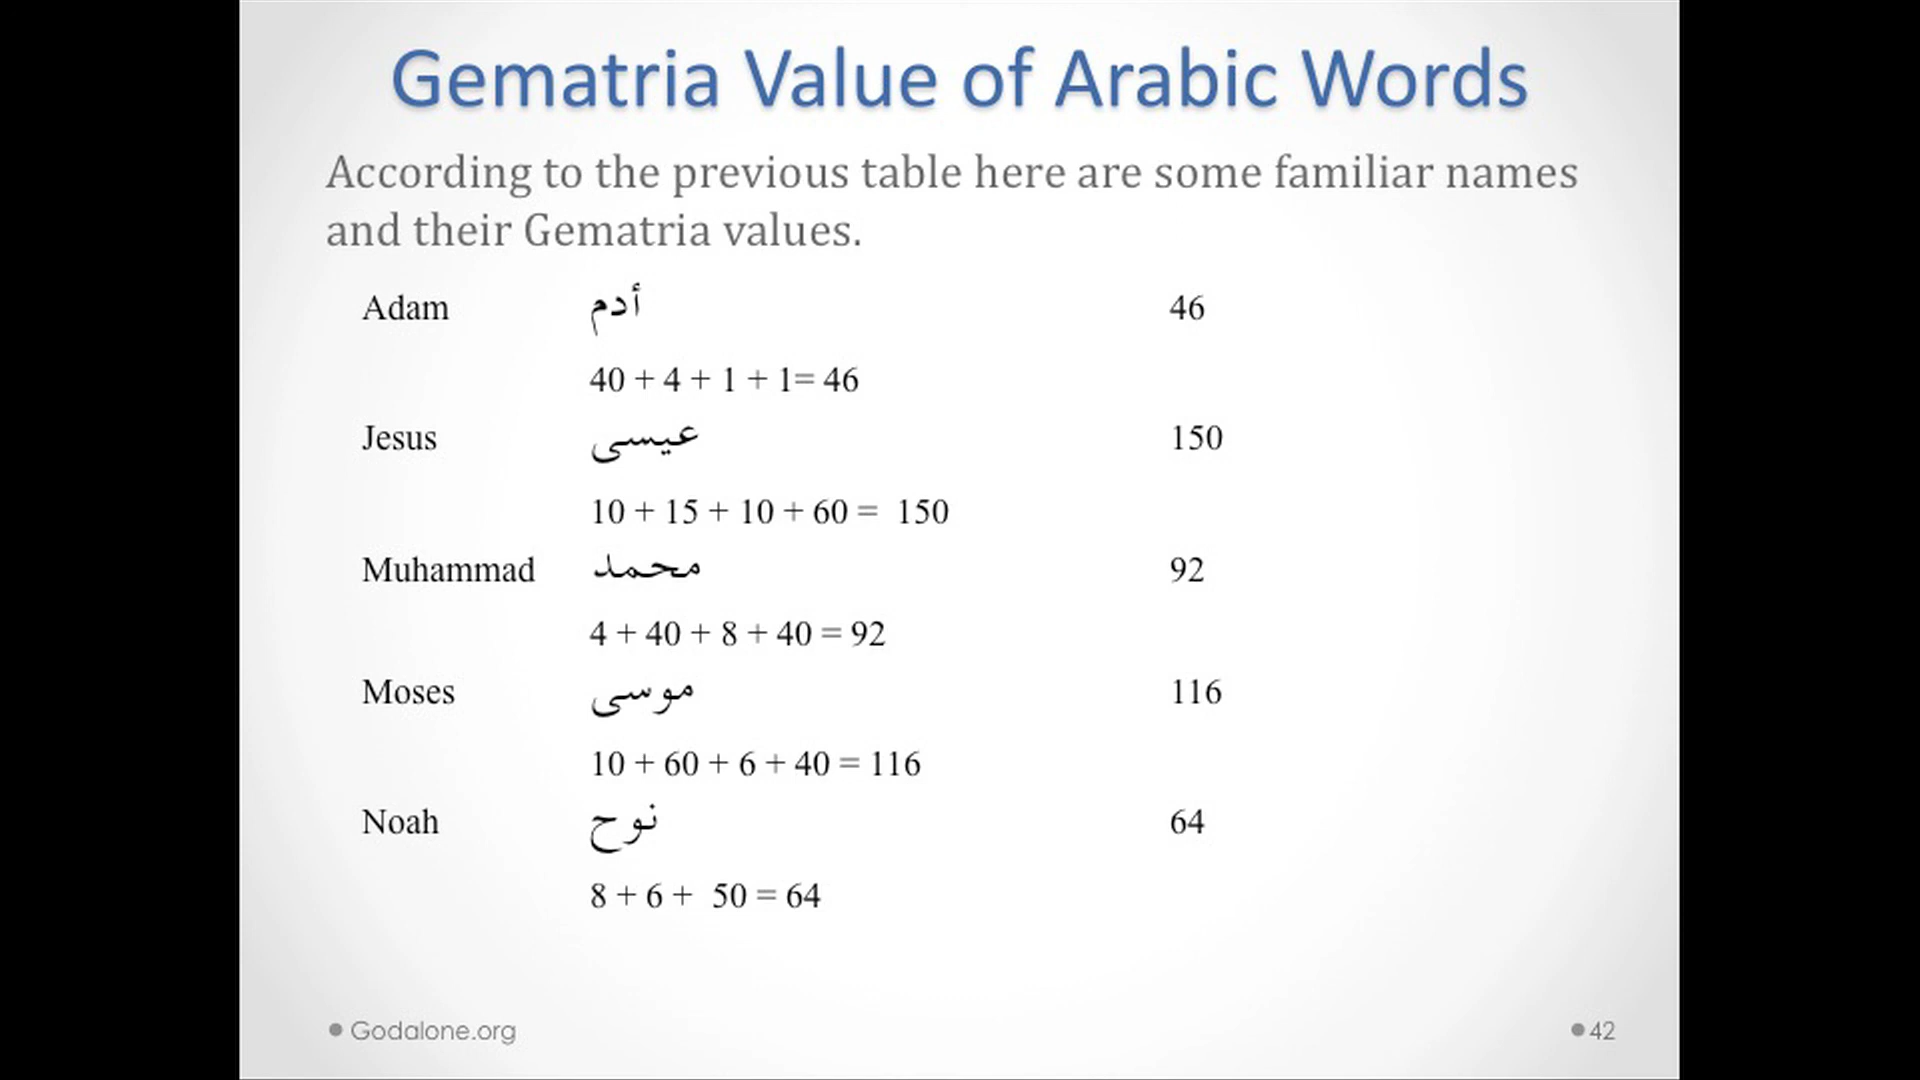 Gematria Value of Arabic Words
According to the previous table here are some familiar names
and their Gematria values.
Adam أدم 46
40 + 4 + 1 + 1= 46
Jesus عيسى 150
10 + 15 + 10 + 60 = 150
Muhammad محمد 92
4 + 40 + 8 + 40 = 92
Moses موسى 116
10 + 60 + 6 + 40 = 116
Noah نوح 64
8 + 6 + 50 = 64
Godalone.org 42